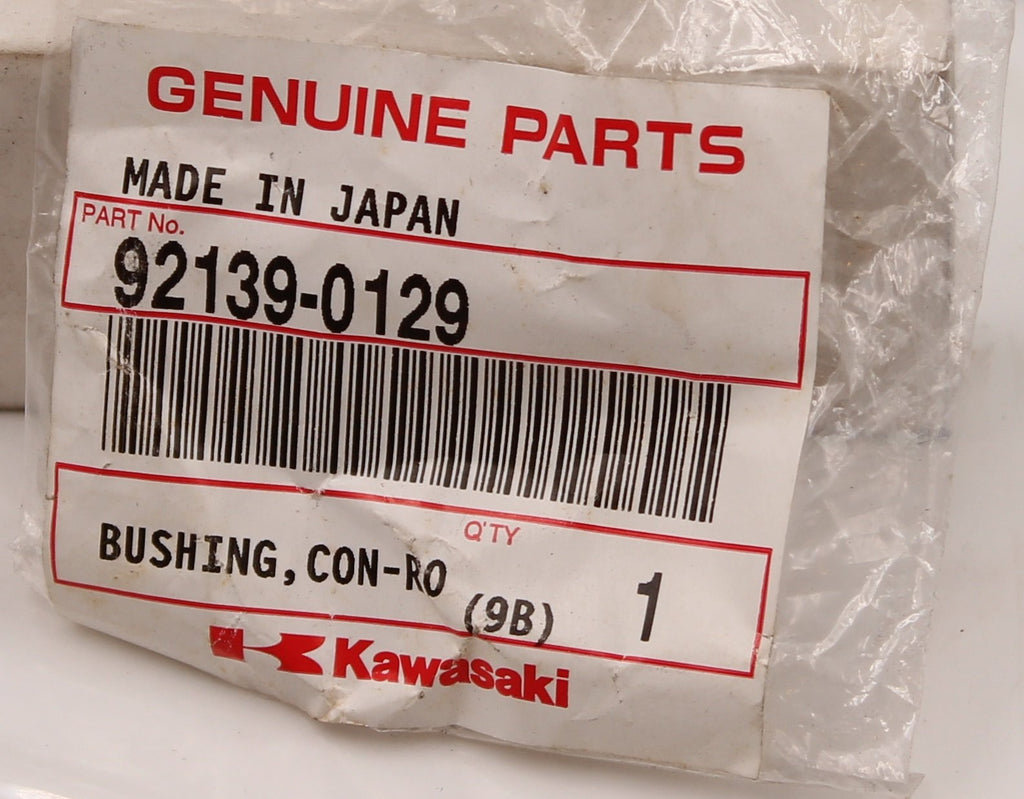 GENUINE PARTS
MADE IN JAPAN
PART No.
92139-0129
Q'TY
BUSHING,CON-RO
(9B)
1
Kawasaki